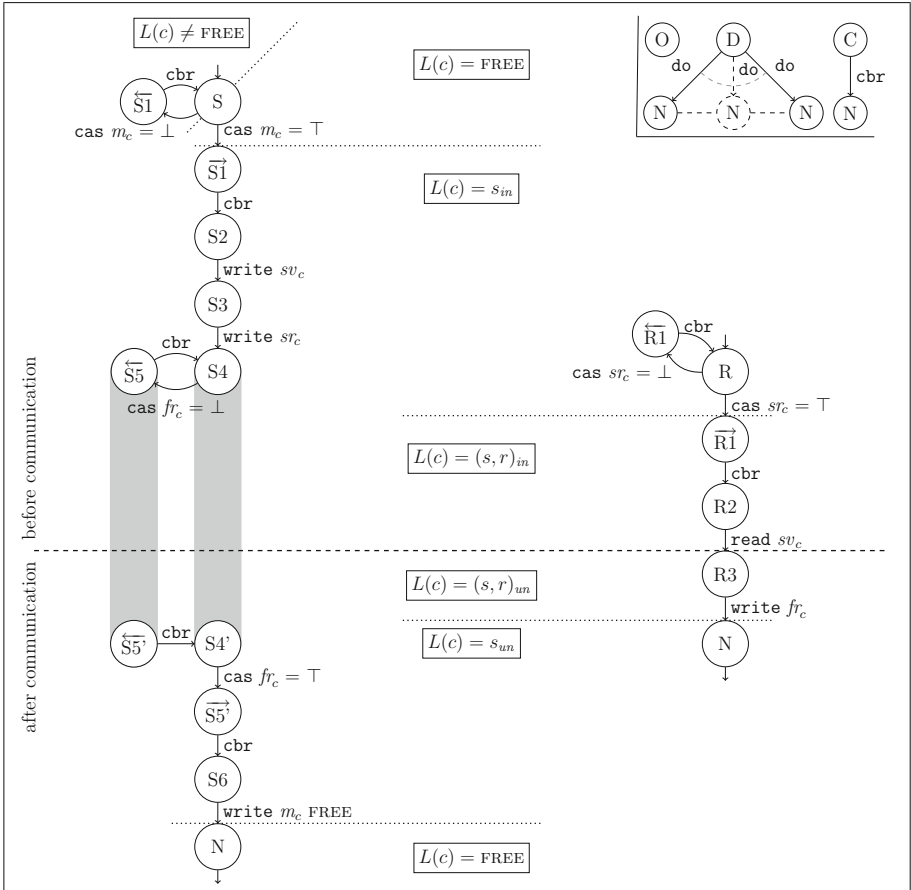 L(c) ≠ FREE
L(c) = FREE
O
D
C
do
do
do
cbr
N
N
N
N
cbr
←S1
S
cas m_c = ⊥
cas m_c = ⊤
→S1
L(c) = s_in
cbr
S2
write sv_c
S3
write sr_c
cbr
←S5
S4
cas fr_c = ⊥
cbr
←R1
R
cas sr_c = ⊥
cas sr_c = ⊤
→R1
L(c) = (s, r)_in
cbr
R2
read sv_c
before communication
after communication
L(c) = (s, r)_un
R3
write fr_c
L(c) = s_un
N
←S5'
cbr
S4'
cas fr_c = ⊤
→S5'
cbr
S6
write m_c FREE
N
L(c) = FREE